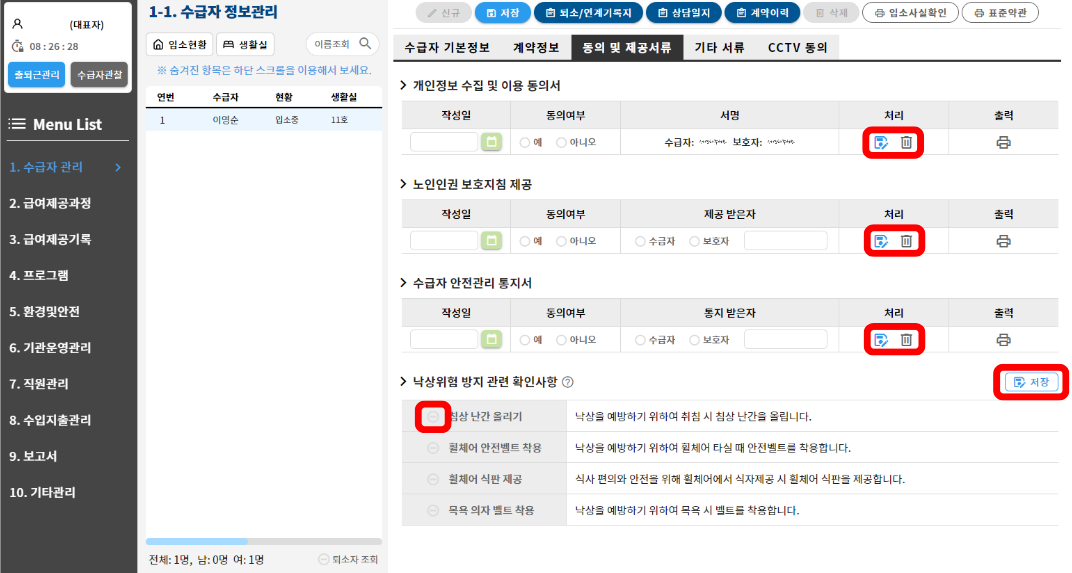 (대표자)
08 : 26 : 28
출퇴근관리 수급자관찰
Menu List
1. 수급자 관리
2. 급여제공과정
3. 급여제공기록
4. 프로그램
5. 환경및안전
6. 기관운영관리
7. 직원관리
8. 수입지출관리
9. 보고서
10. 기타관리
1-1. 수급자 정보관리
입소현황 생활실 이름조회
※ 숨겨진 항목은 하단 스크롤을 이용해서 보세요.
연번 수급자 현황 생활실
1 이영순 입소중 11호
전체: 1명, 남: 0명 여: 1명 퇴소자 조회
신규 저장 퇴소/연계기록지 상담일지 계약이력 삭제 입소사실확인 표준약관
수급자 기본정보 계약정보 동의 및 제공서류 기타 서류 CCTV 동의
개인정보 수집 및 이용 동의서
작성일 동의여부 서명 처리 출력
예 아니오 수급자: 보호자:
노인인권 보호지침 제공
작성일 동의여부 제공 받은자 처리 출력
예 아니오 수급자 보호자
수급자 안전관리 통지서
작성일 동의여부 통지 받은자 처리 출력
예 아니오 수급자 보호자
낙상위험 방지 관련 확인사항 ? 저장
침상 난간 올리기 낙상을 예방하기 위하여 취침 시 침상 난간을 올립니다.
휠체어 안전벨트 착용 낙상을 예방하기 위하여 휠체어 타실 때 안전벨트를 착용합니다.
휠체어 식판 제공 식사 편의와 안전을 위해 휠체어에서 식자제공 시 휠체어 식판을 제공합니다.
목욕 의자 벨트 착용 낙상을 예방하기 위하여 목욕 시 벨트를 착용합니다.